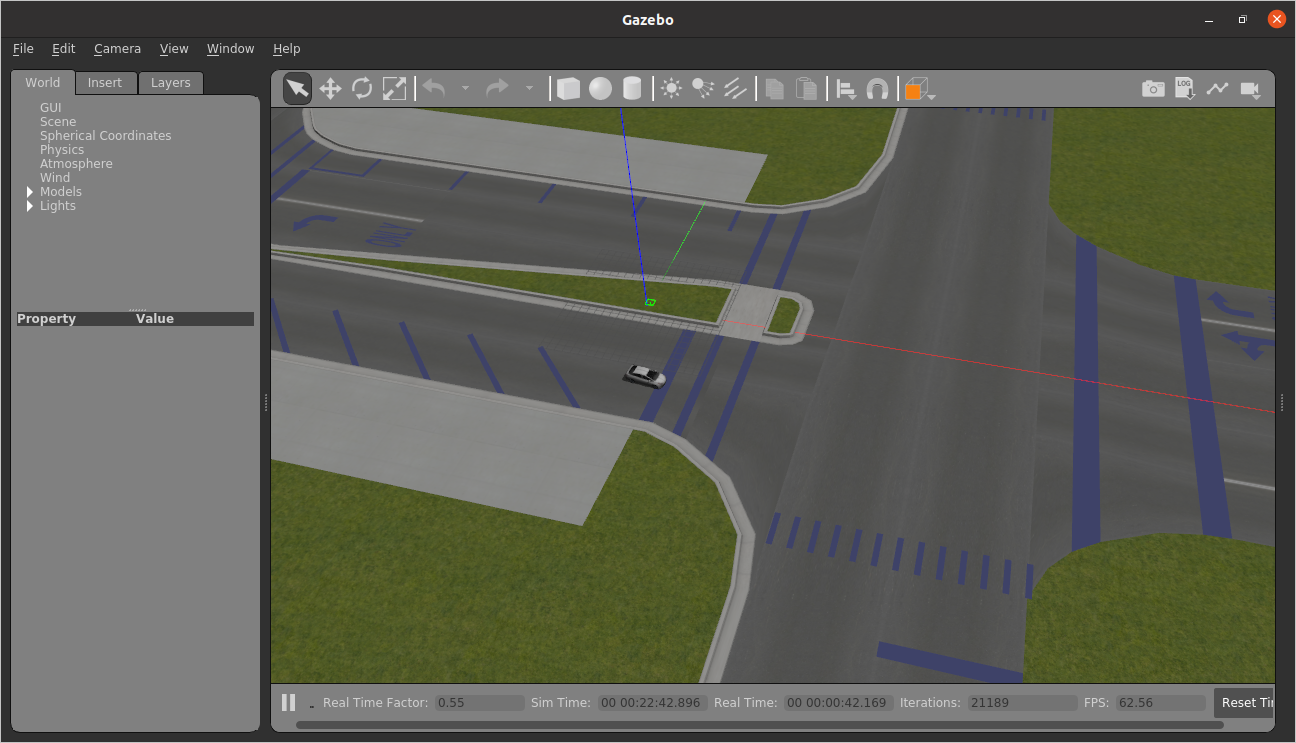 Gazebo
File Edit Camera View Window Help
World Insert Layers
GUI
Scene
Spherical Coordinates
Physics
Atmosphere
Wind
Models
Lights
Property Value
LOG
ONLY
Real Time Factor: 0.55 Sim Time: 00 00:22:42.896 Real Time: 00 00:00:42.169 Iterations: 21189 FPS: 62.56 Reset Ti